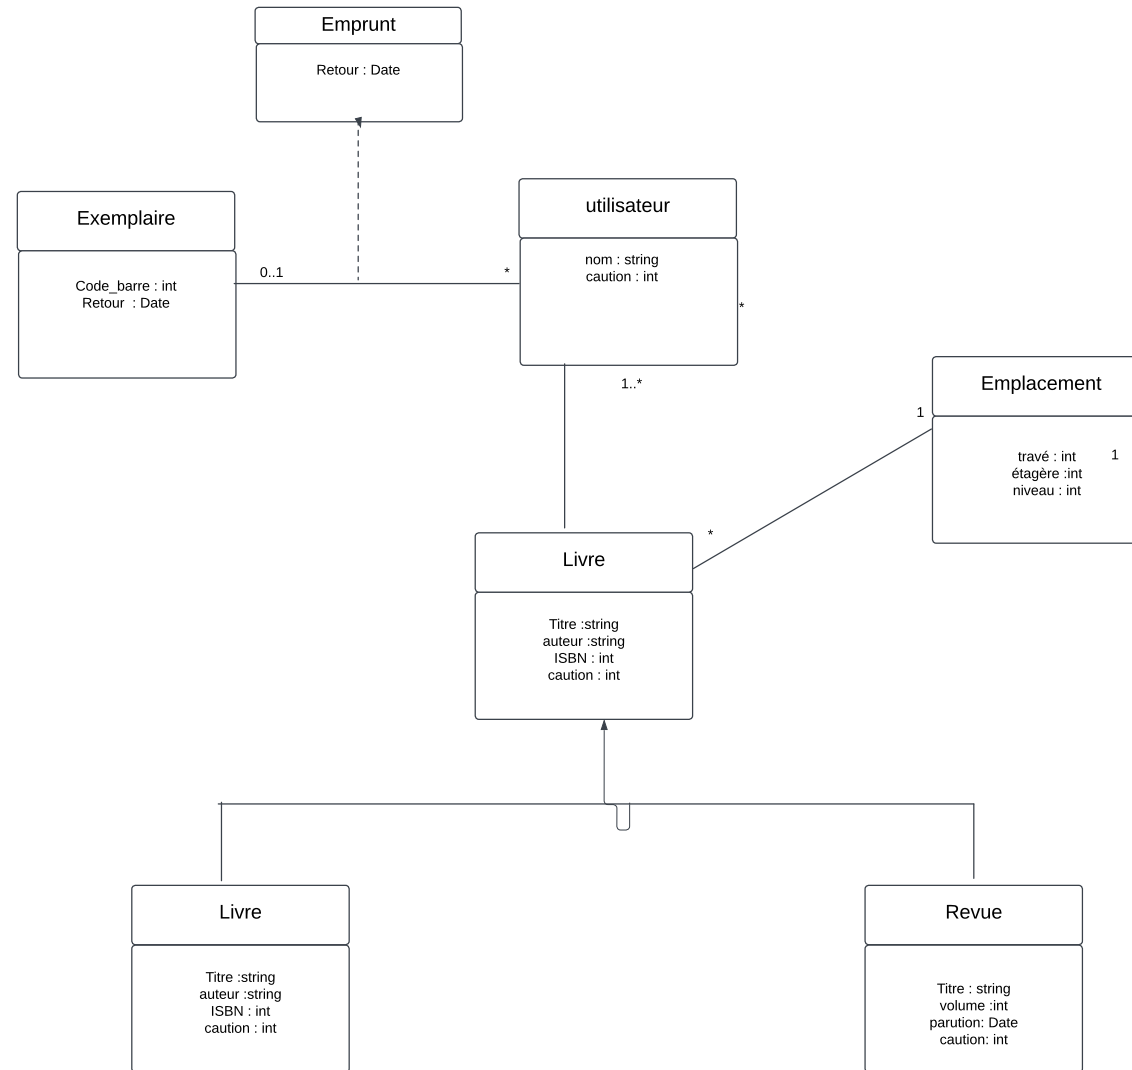 Emprunt
Retour : Date
Exemplaire
Code_barre : int
Retour  : Date
0..1
*
utilisateur
nom : string
caution : int
*
1..*
Emplacement
travé : int
étagère :int
niveau : int
1
1
*
Livre
Titre :string
auteur :string
ISBN : int
caution : int
Livre
Titre :string
auteur :string
ISBN : int
caution : int
Revue
Titre : string
volume :int
parution: Date
caution: int